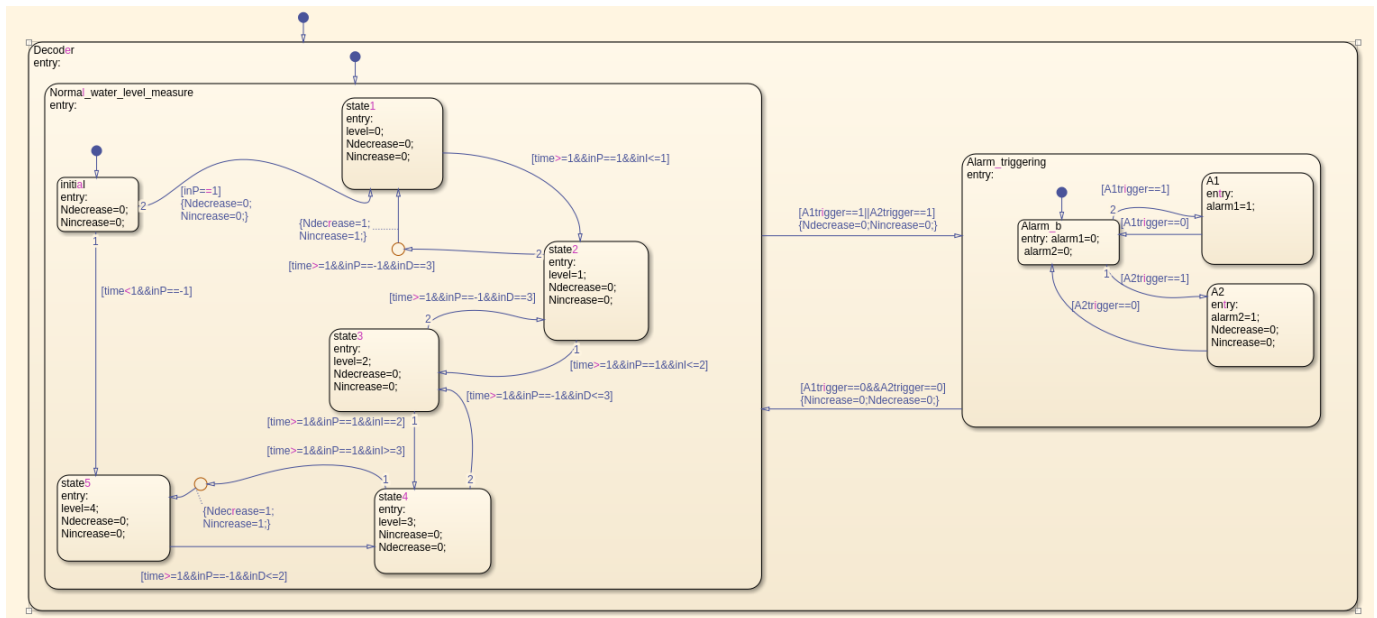 Decoder
entry:
Normal_water_level_measure
entry:
state1
entry:
level=0;
Ndecrease=0;
Nincrease=0;
[time>=1&&inP==1&&inI<=1]
initial
entry:
Ndecrease=0;
Nincrease=0;
2
[inP==1]
{Ndecrease=0;
Nincrease=0;}
1
[time<1&&inP==-1]
{Ndecrease=1;
Nincrease=1;}
[time>=1&&inP==-1&&inD==3]
2
state2
entry:
level=1;
Ndecrease=0;
Nincrease=0;
[time>=1&&inP==-1&&inD==3]
2
1
[time>=1&&inP==1&&inI<=2]
state3
entry:
level=2;
Ndecrease=0;
Nincrease=0;
[time>=1&&inP==-1&&inD<=3]
[time>=1&&inP==1&&inI==2]
1
[time>=1&&inP==1&&inI>=3]
1
2
state5
entry:
level=4;
Ndecrease=0;
Nincrease=0;
{Ndecrease=1;
Nincrease=1;}
state4
entry:
level=3;
Nincrease=0;
Ndecrease=0;
[time>=1&&inP==-1&&inD<=2]
[A1trigger==1||A2trigger==1]
{Ndecrease=0;Nincrease=0;}
[A1trigger==0&&A2trigger==0]
{Nincrease=0;Ndecrease=0;}
Alarm_triggering
entry:
Alarm_b
entry: alarm1=0;
alarm2=0;
2
[A1trigger==1]
[A1trigger==0]
A1
entry:
alarm1=1;
1
[A2trigger==1]
[A2trigger==0]
A2
entry:
alarm2=1;
Ndecrease=0;
Nincrease=0;